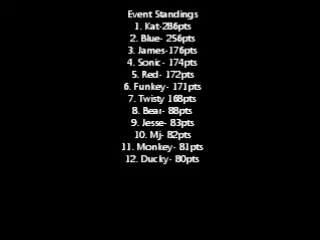 Event Standings
1. Kat-286pts
2. Blue- 256pts
3. James-176pts
4. Sonic- 174pts
5. Red- 172pts
6. Funkey- 171pts
7. Twisty 168pts
8. Bear- 88pts
9. Jesse- 83pts
10. Mj- 82pts
11. Monkey- 81pts
12. Ducky- 80pts